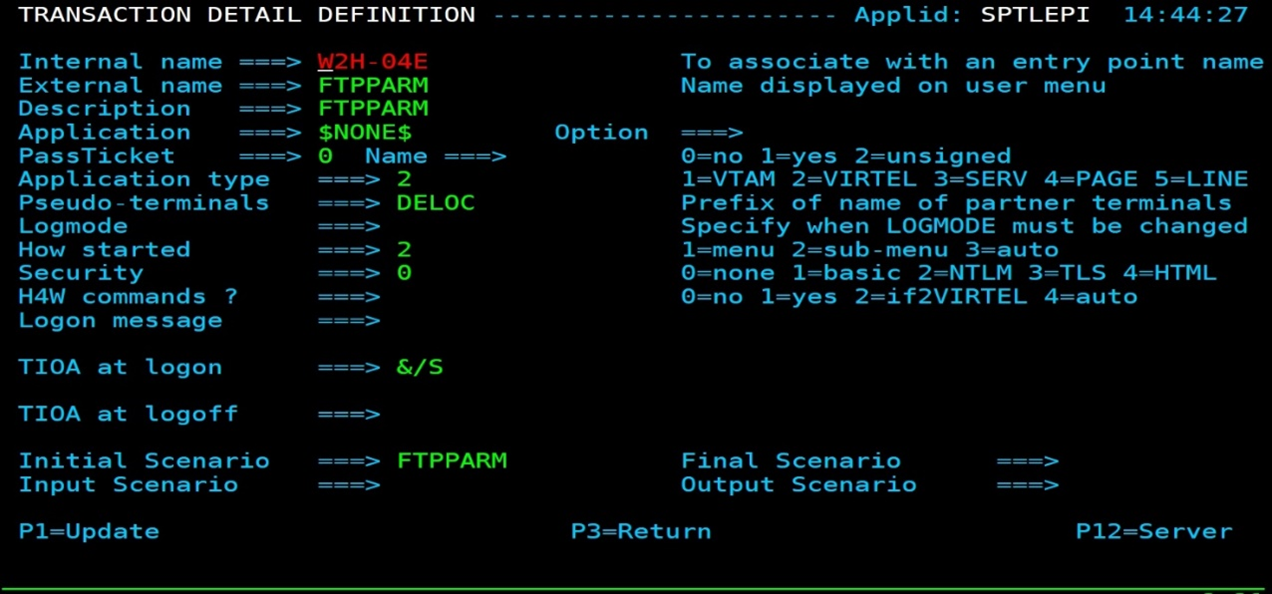 TRANSACTION DETAIL DEFINITION ---------------------- Applid: SPTLEPI 14:44:27
Internal name ===> W2H-04E To associate with an entry point name
External name ===> FTPPARM Name displayed on user menu
Description ===> FTPPARM
Application ===> $NONE$ Option ===>
PassTicket ===> 0 Name ===> 0=no 1=yes 2=unsigned
Application type ===> 2 1=VTAM 2=VIRTEL 3=SERV 4=PAGE 5=LINE
Pseudo-terminals ===> DELOC Prefix of name of partner terminals
Logmode ===> Specify when LOGMODE must be changed
How started ===> 2 1=menu 2=sub-menu 3=auto
Security ===> 0 0=none 1=basic 2=NTLM 3=TLS 4=HTML
H4W commands ? ===> 0=no 1=yes 2=if2VIRTEL 4=auto
Logon message ===>
TIOA at logon ===> &/S
TIOA at logoff ===>
Initial Scenario ===> FTPPARM Final Scenario ===>
Input Scenario ===> Output Scenario ===>
P1=Update P3=Return P12=Server